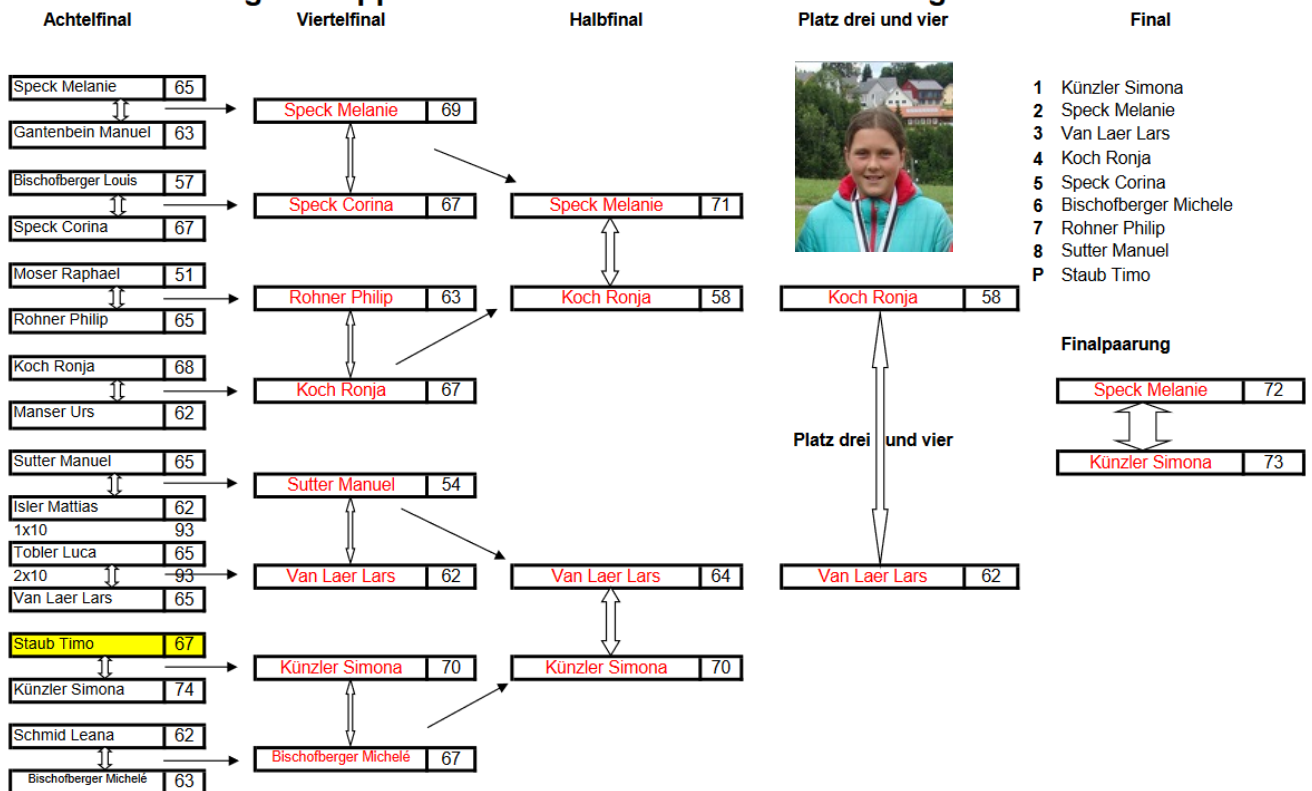 Achtelfinal
Viertelfinal
Halbfinal
Platz drei und vier
Final
Speck Melanie 65
Gantenbein Manuel 63
Bischofberger Louis 57
Speck Corina 67
Moser Raphael 51
Rohner Philip 65
Koch Ronja 68
Manser Urs 62
Sutter Manuel 65
Isler Mattias 62
1x10 93
Tobler Luca 65
2x10 93
Van Laer Lars 65
Staub Timo 67
Künzler Simona 74
Schmid Leana 62
Bischofberger Michelé 63
Speck Melanie 69
Speck Corina 67
Rohner Philip 63
Koch Ronja 67
Sutter Manuel 54
Van Laer Lars 62
Künzler Simona 70
Bischofberger Michelé 67
Speck Melanie 71
Koch Ronja 58
Van Laer Lars 64
Künzler Simona 70
Koch Ronja 58
Platz drei und vier
Van Laer Lars 62
1 Künzler Simona
2 Speck Melanie
3 Van Laer Lars
4 Koch Ronja
5 Speck Corina
6 Bischofberger Michele
7 Rohner Philip
8 Sutter Manuel
P Staub Timo
Finalpaarung
Speck Melanie 72
Künzler Simona 73